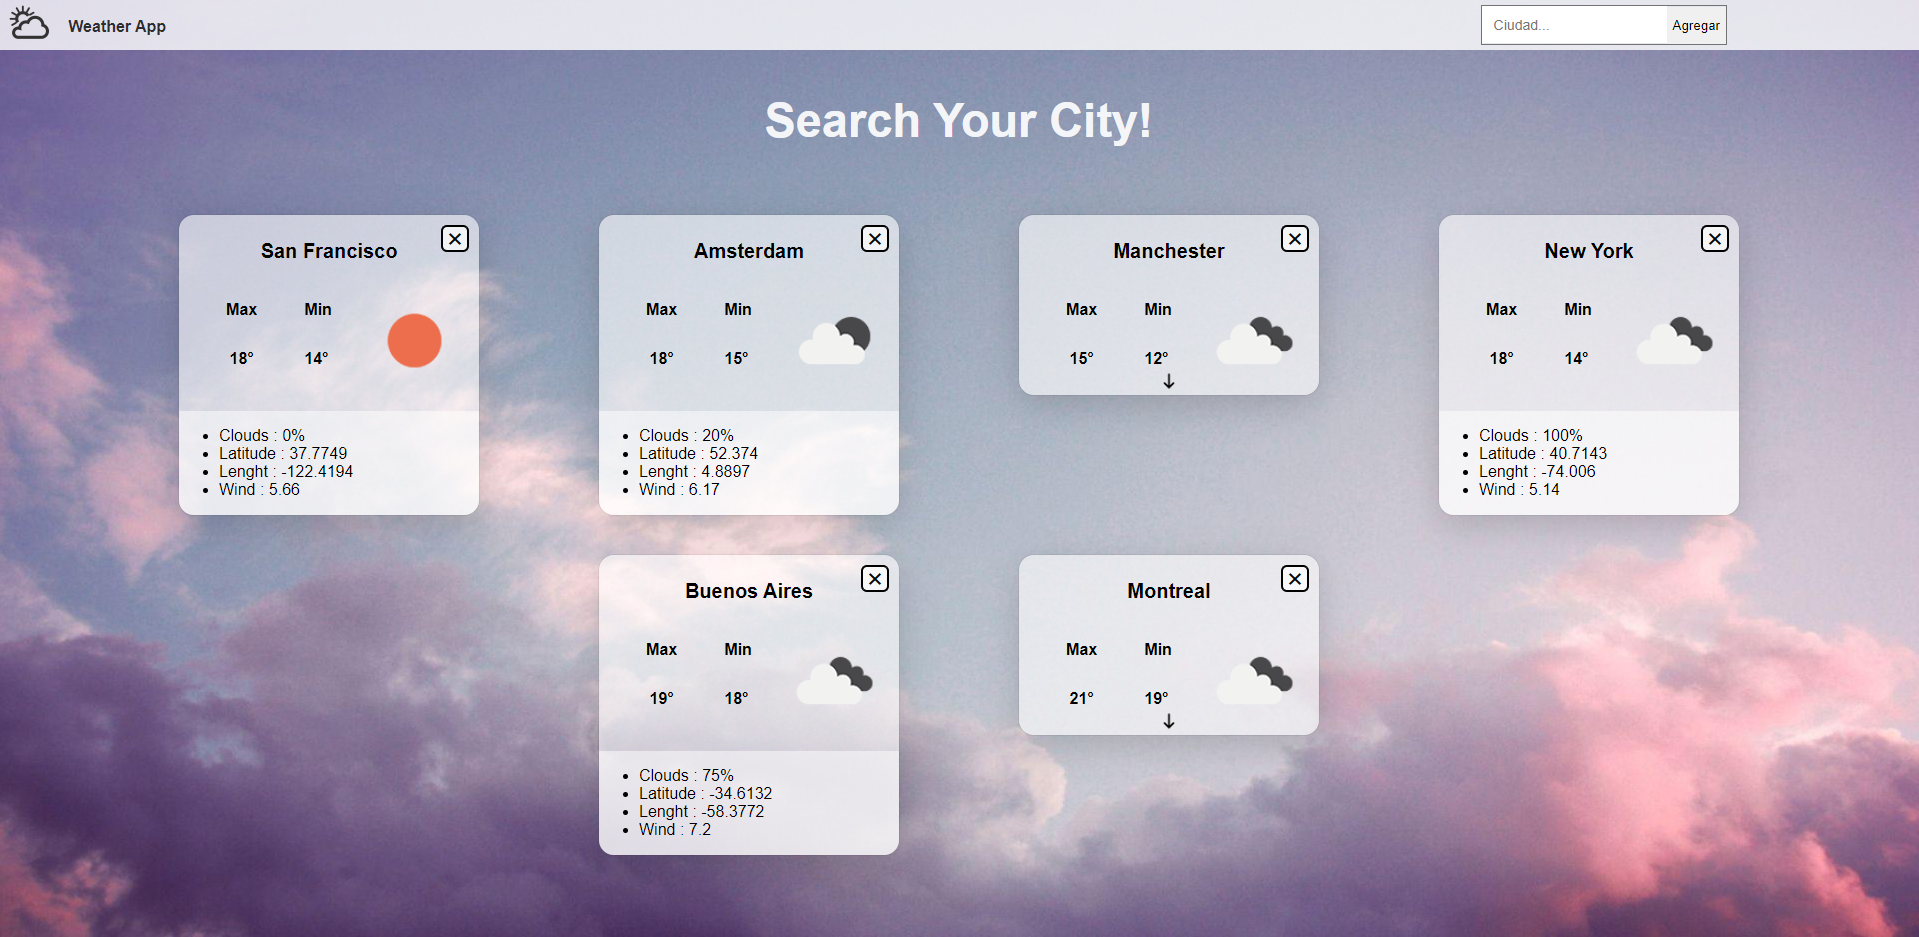 Weather App
Ciudad...
Agregar
Search Your City!
San Francisco
Max Min
18° 14°
Clouds : 0%
Latitude : 37.7749
Lenght : -122.4194
Wind : 5.66
Amsterdam
Max Min
18° 15°
Clouds : 20%
Latitude : 52.374
Lenght : 4.8897
Wind : 6.17
Manchester
Max Min
15° 12°
New York
Max Min
18° 14°
Clouds : 100%
Latitude : 40.7143
Lenght : -74.006
Wind : 5.14
Buenos Aires
Max Min
19° 18°
Clouds : 75%
Latitude : -34.6132
Lenght : -58.3772
Wind : 7.2
Montreal
Max Min
21° 19°